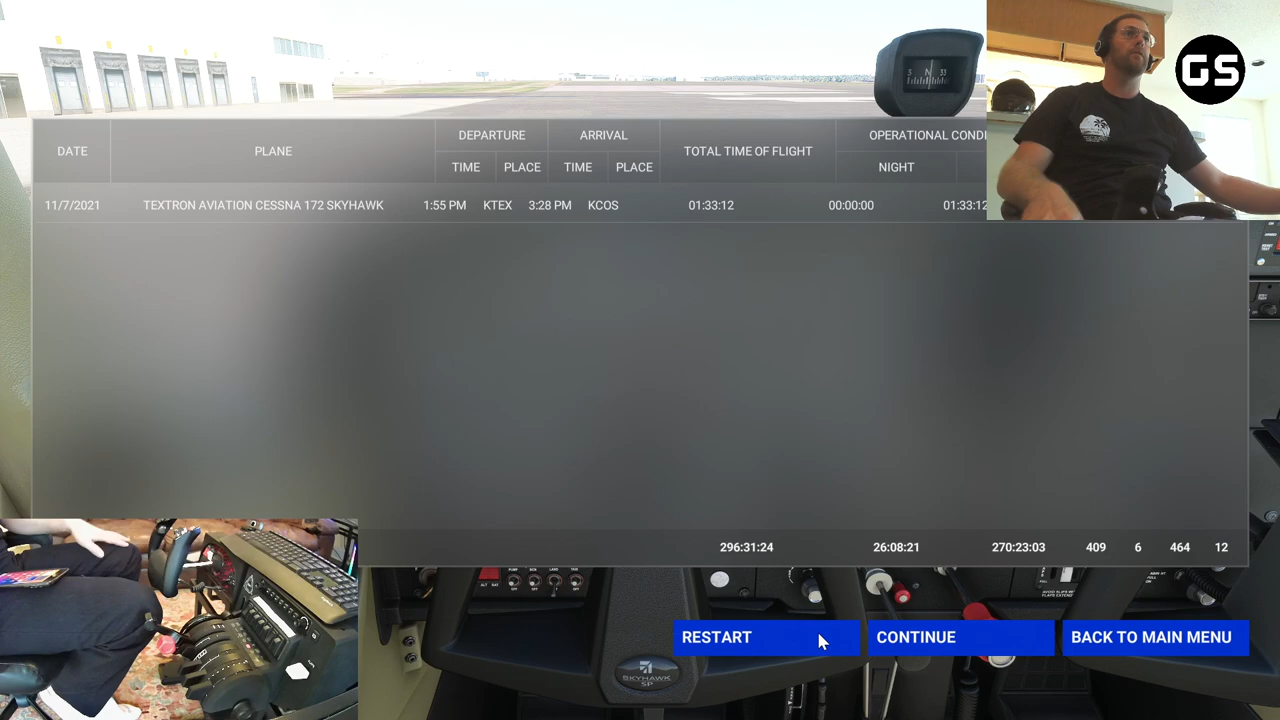 GS
DATE
PLANE
DEPARTURE
ARRIVAL
TOTAL TIME OF FLIGHT
OPERATIONAL CONDI
TIME
PLACE
TIME
PLACE
NIGHT
11/7/2021 TEXTRON AVIATION CESSNA 172 SKYHAWK 1:55 PM KTEX 3:28 PM KCOS 01:33:12 00:00:00 01:33:12
296:31:24 26:08:21 270:23:03 409 6 464 12
RESTART
CONTINUE
BACK TO MAIN MENU
SKYHAWK
SP